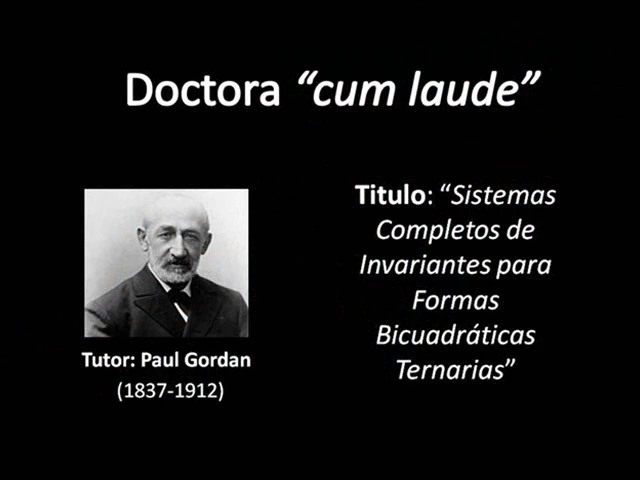 Doctora “cum laude”
Titulo: “Sistemas
Completos de
Invariantes para
Formas
Bicuadráticas
Ternarias”
Tutor: Paul Gordan
(1837-1912)